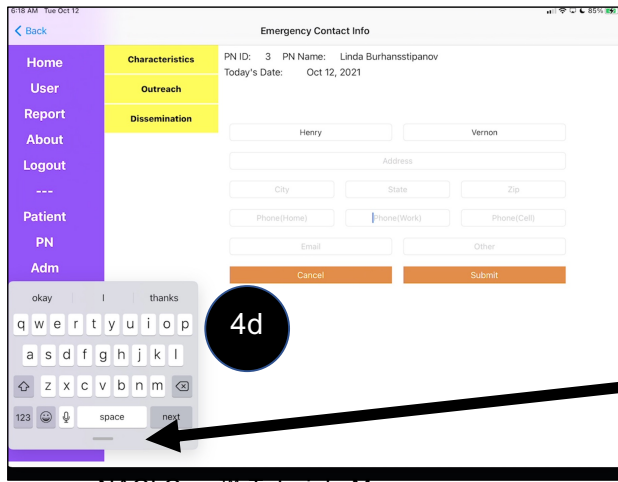 6:18 AM Tue Oct 12
85%
Back
Emergency Contact Info
Home
User
Report
About
Logout
---
Patient
PN
Adm
Characteristics
Outreach
Dissemination
PN ID: 3 PN Name: Linda Burhansstipanov
Today's Date: Oct 12, 2021
Henry Vernon
Address
City State Zip
Phone(Home) Phone(Work) Phone(Cell)
Email Other
Cancel Submit
okay I thanks
q w e r t y u i o p
a s d f g h j k l
z x c v b n m
123 space next
4d